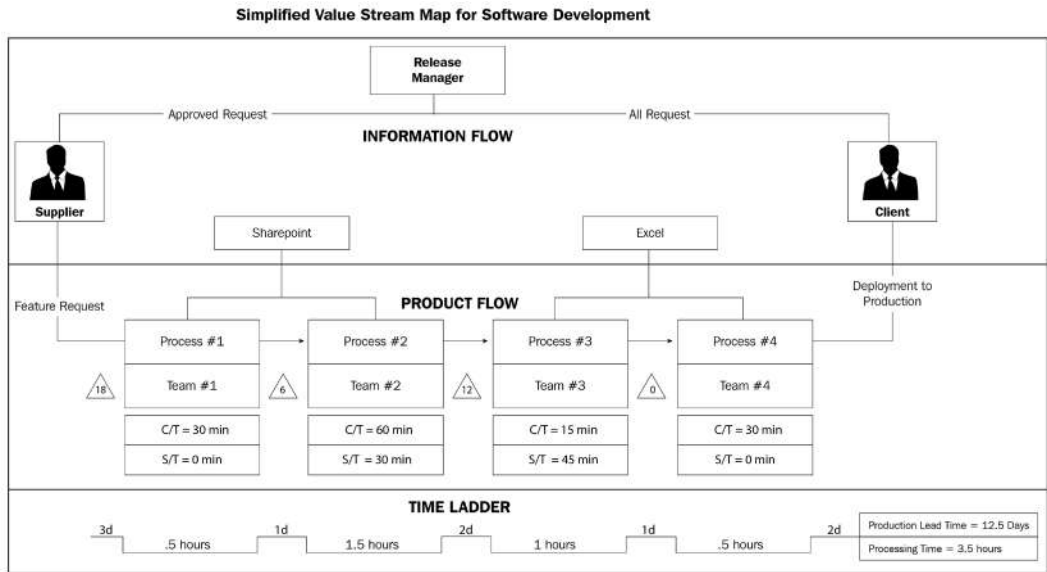 Simplified Value Stream Map for Software Development
Release
Manager
Approved Request
All Request
INFORMATION FLOW
Supplier
Client
Sharepoint
Excel
Feature Request
PRODUCT FLOW
Deployment to
Production
Process #1
Process #2
Process #3
Process #4
18
Team #1
6
Team #2
12
Team #3
0
Team #4
C/T = 30 min
C/T = 60 min
C/T = 15 min
C/T = 30 min
S/T = 0 min
S/T = 30 min
S/T = 45 min
S/T = 0 min
TIME LADDER
3d
.5 hours
1d
1.5 hours
2d
1 hours
1d
.5 hours
2d
Production Lead Time = 12.5 Days
Processing Time = 3.5 hours